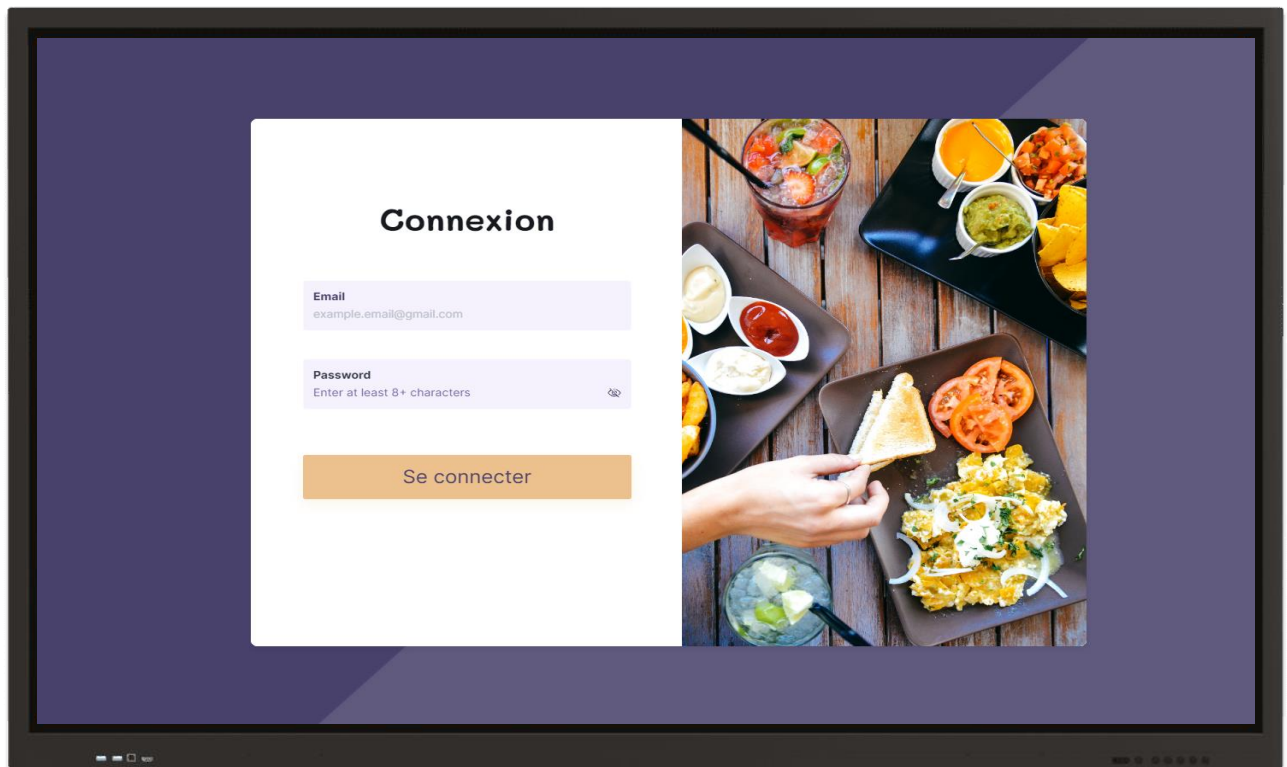 Connexion
Email
example.email@gmail.com
Password
Enter at least 8+ characters
Se connecter